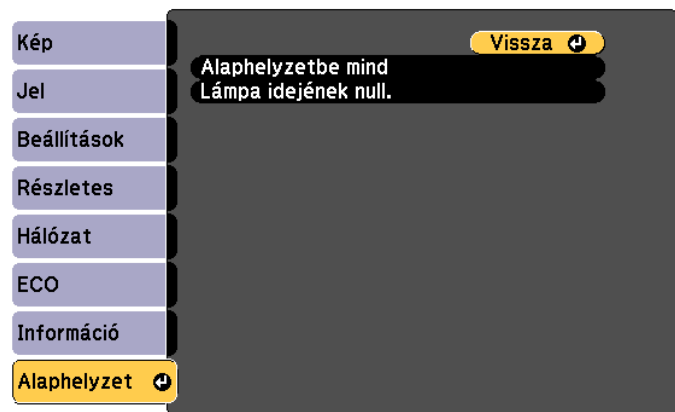 Kép
Jel
Beállítások
Részletes
Hálózat
ECO
Információ
Alaphelyzet
Vissza
Alaphelyzetbe mind
Lámpa idejének null.